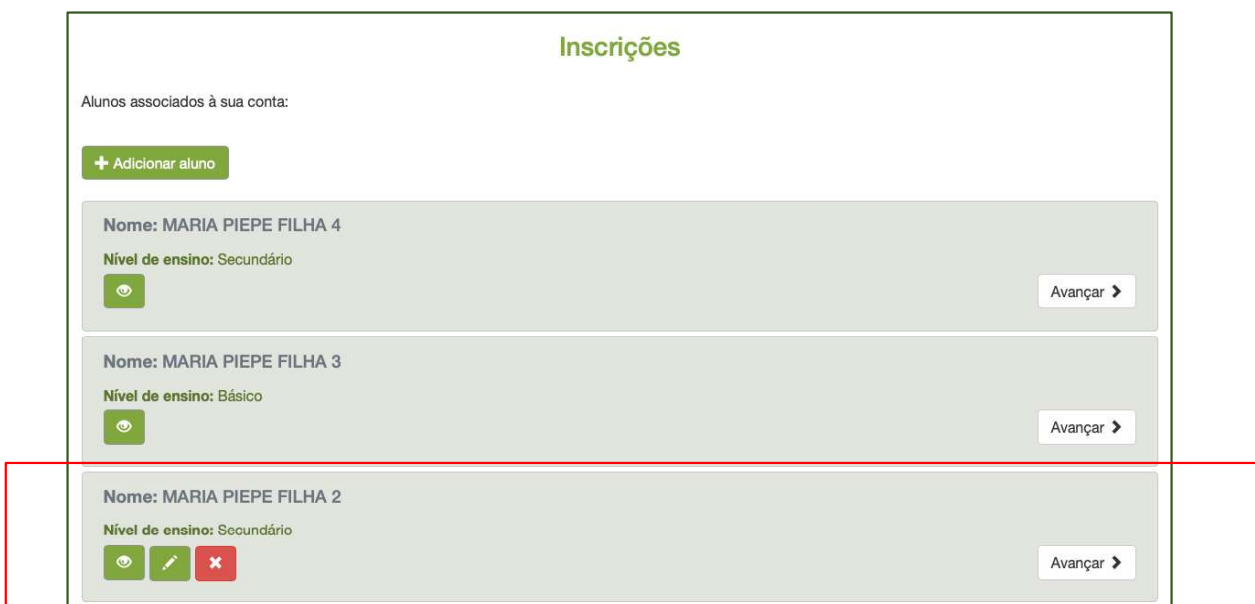 Inscrições
Alunos associados à sua conta:
Adicionar aluno
Nome: MARIA PIEPE FILHA 4
Nível de ensino: Secundário
Avançar
Nome: MARIA PIEPE FILHA 3
Nível de ensino: Básico
Avançar
Nome: MARIA PIEPE FILHA 2
Nível de ensino: Secundário
Avançar